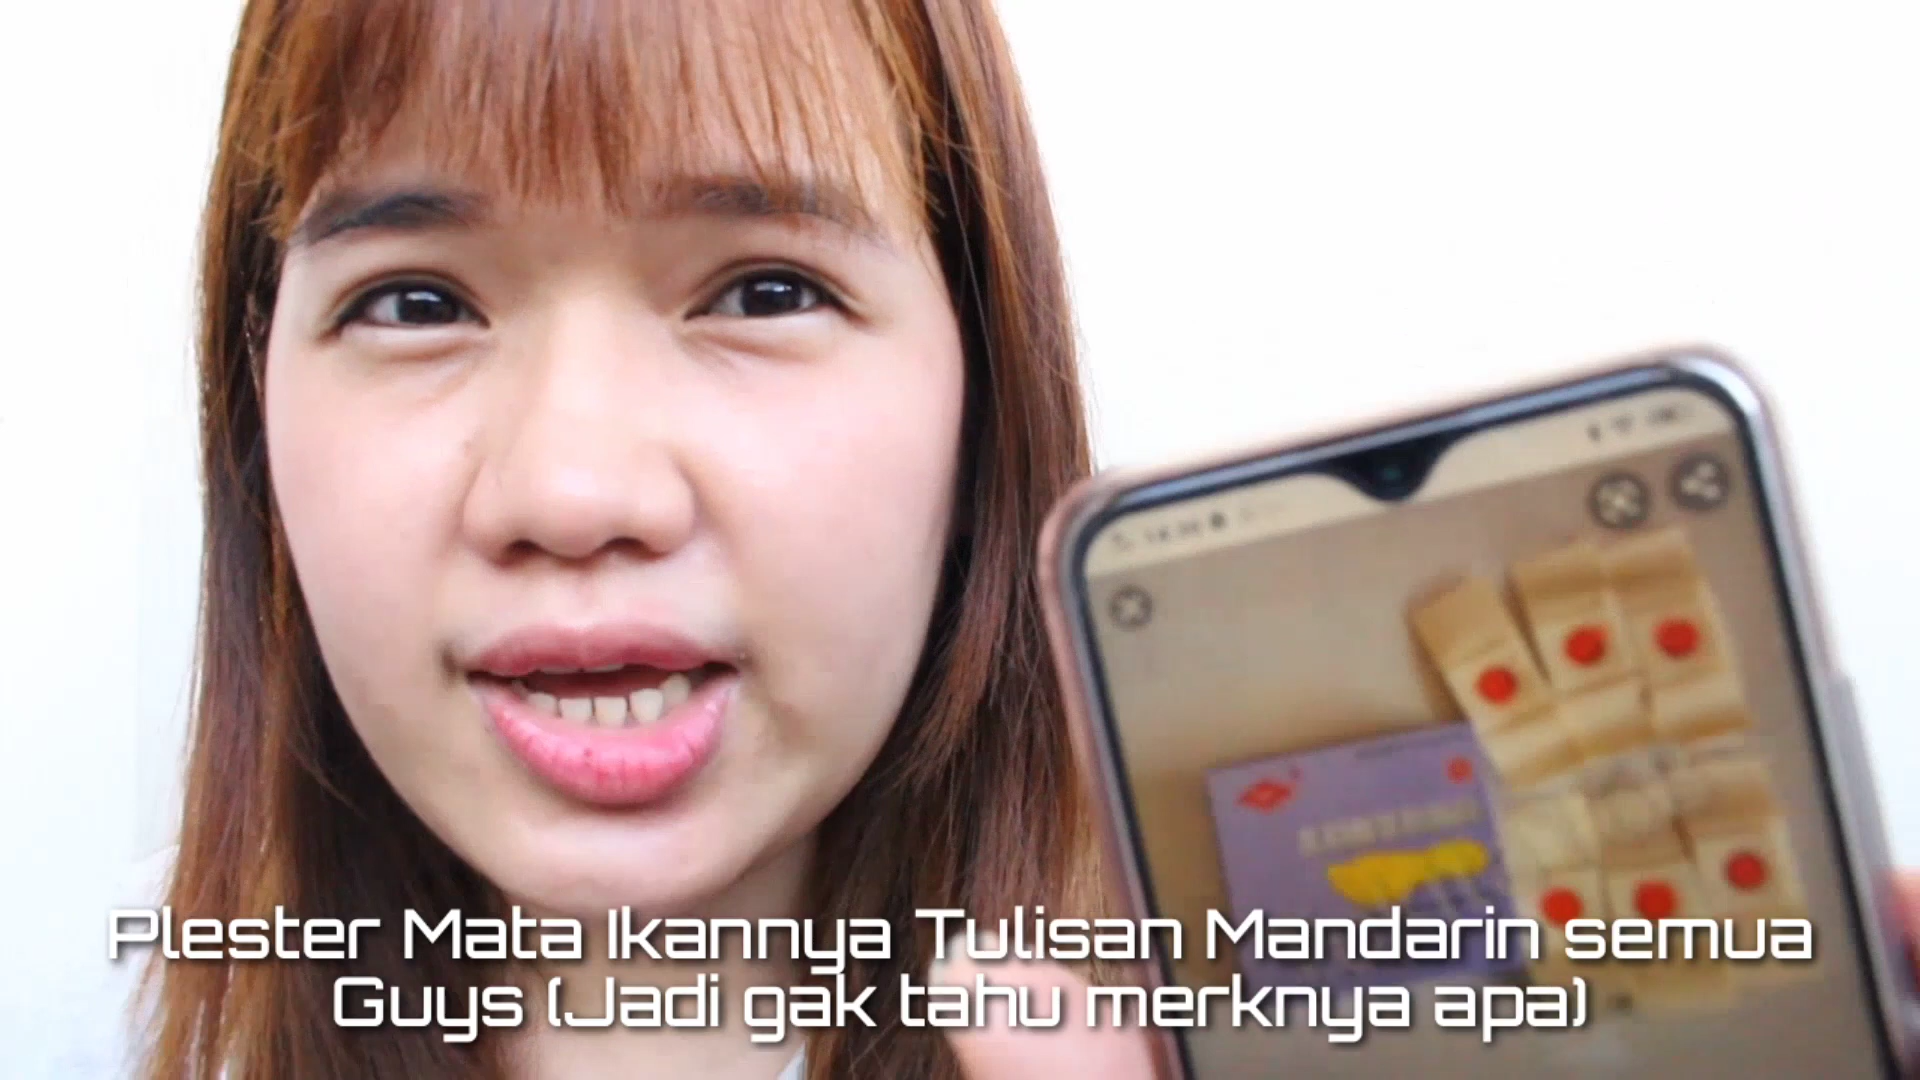 Plester Mata Ikannya Tulisan Mandarin semua
Guys (Jadi gak tahu merknya apa)